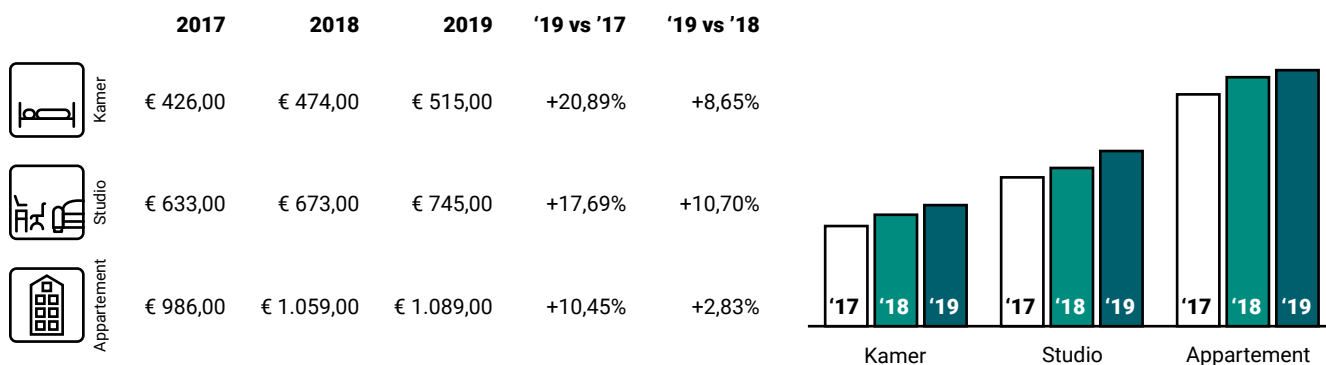 2017 2018 2019 ‘19 vs ‘17 ‘19 vs ‘18
Kamer € 426,00 € 474,00 € 515,00 +20,89% +8,65%
Studio € 633,00 € 673,00 € 745,00 +17,69% +10,70%
Appartement € 986,00 € 1.059,00 € 1.089,00 +10,45% +2,83%
‘17 ‘18 ‘19 ‘17 ‘18 ‘19 ‘17 ‘18 ‘19
Kamer Studio Appartement